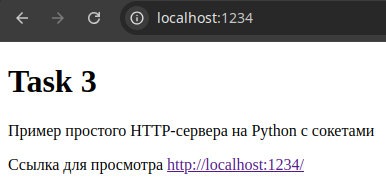 localhost:1234
Task 3
Пример простого HTTP-сервера на Python с сокетами
Ссылка для просмотра http://localhost:1234/